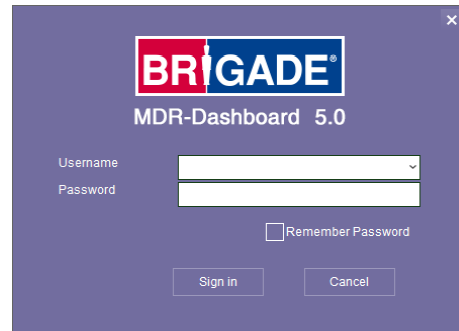 BRIGADE®
MDR-Dashboard 5.0
Username
Password
Remember Password
Sign in Cancel